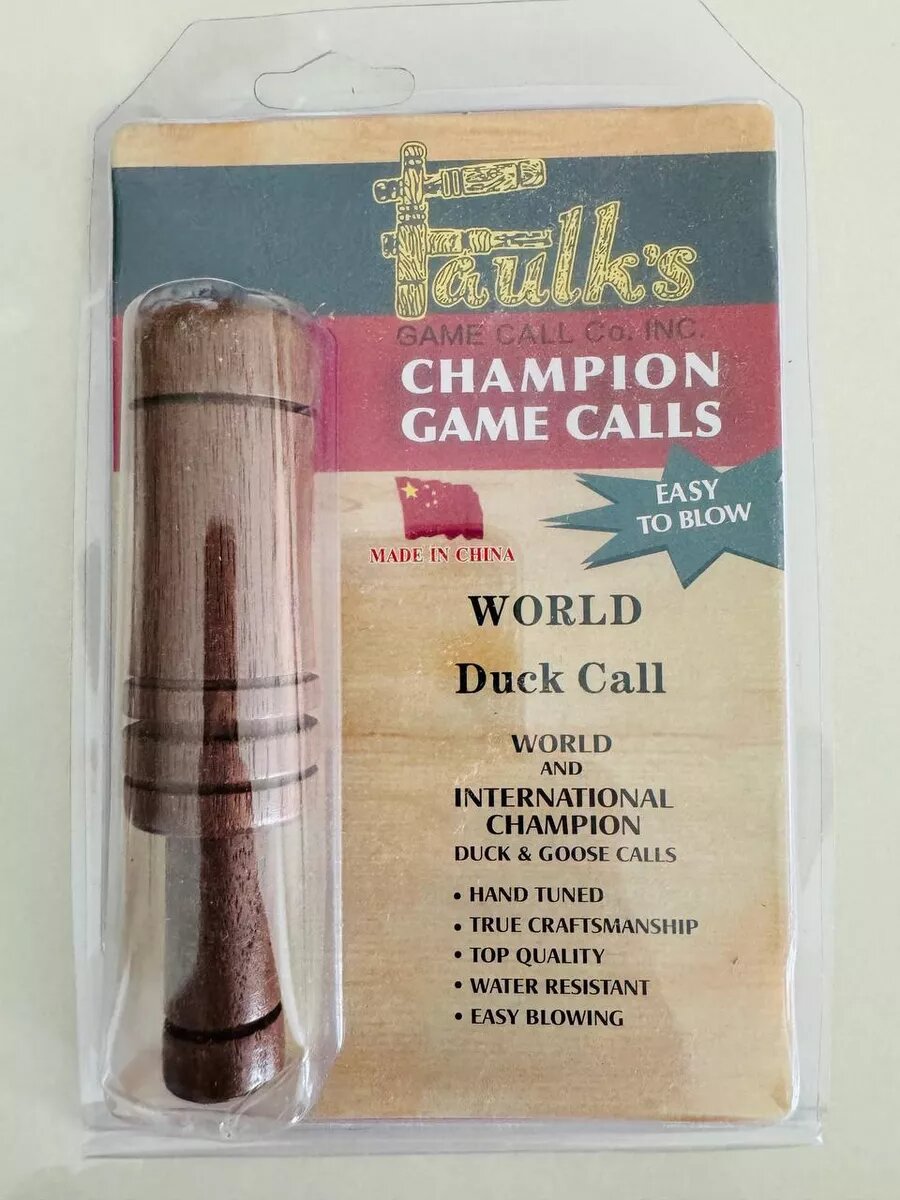 Faulk's
GAME CALL Co. INC.
CHAMPION
GAME CALLS
EASY
TO BLOW
MADE IN CHINA
WORLD
Duck Call
WORLD
AND
INTERNATIONAL
CHAMPION
DUCK & GOOSE CALLS
• HAND TUNED
• TRUE CRAFTSMANSHIP
• TOP QUALITY
• WATER RESISTANT
• EASY BLOWING